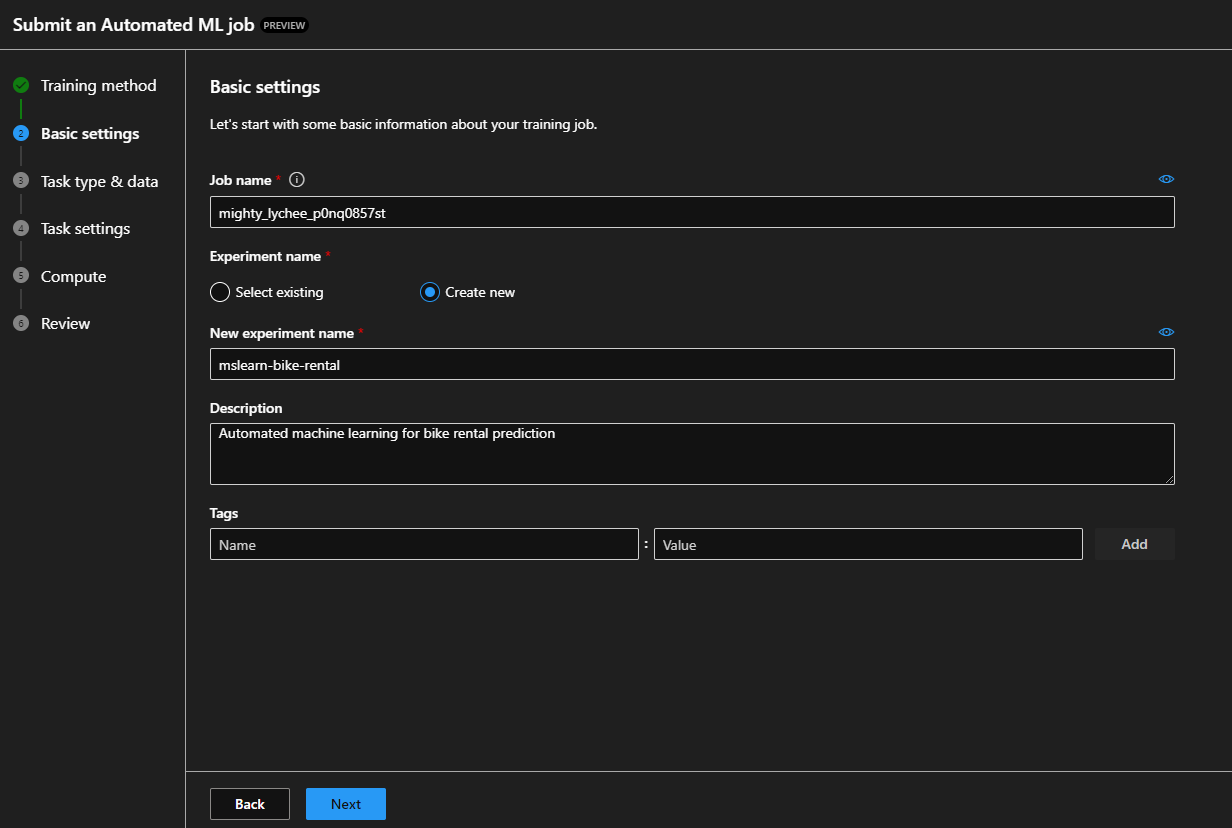 Submit an Automated ML job PREVIEW
Training method
2 Basic settings
3 Task type & data
4 Task settings
5 Compute
6 Review
Basic settings
Let's start with some basic information about your training job.
Job name *
mighty_lychee_p0nq0857st
Experiment name *
Select existing Create new
New experiment name *
mslearn-bike-rental
Description
Automated machine learning for bike rental prediction
Tags
Name : Value Add
Back Next